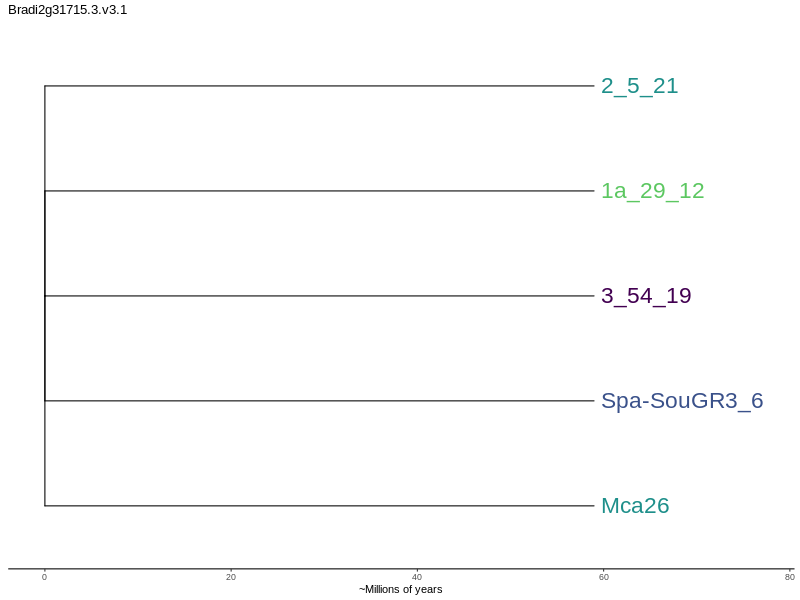 Bradi2g31715.3.v3.1
2_5_21
1a_29_12
3_54_19
Spa-SouGR3_6
Mca26
0 20 40 60 80
~Millions of years